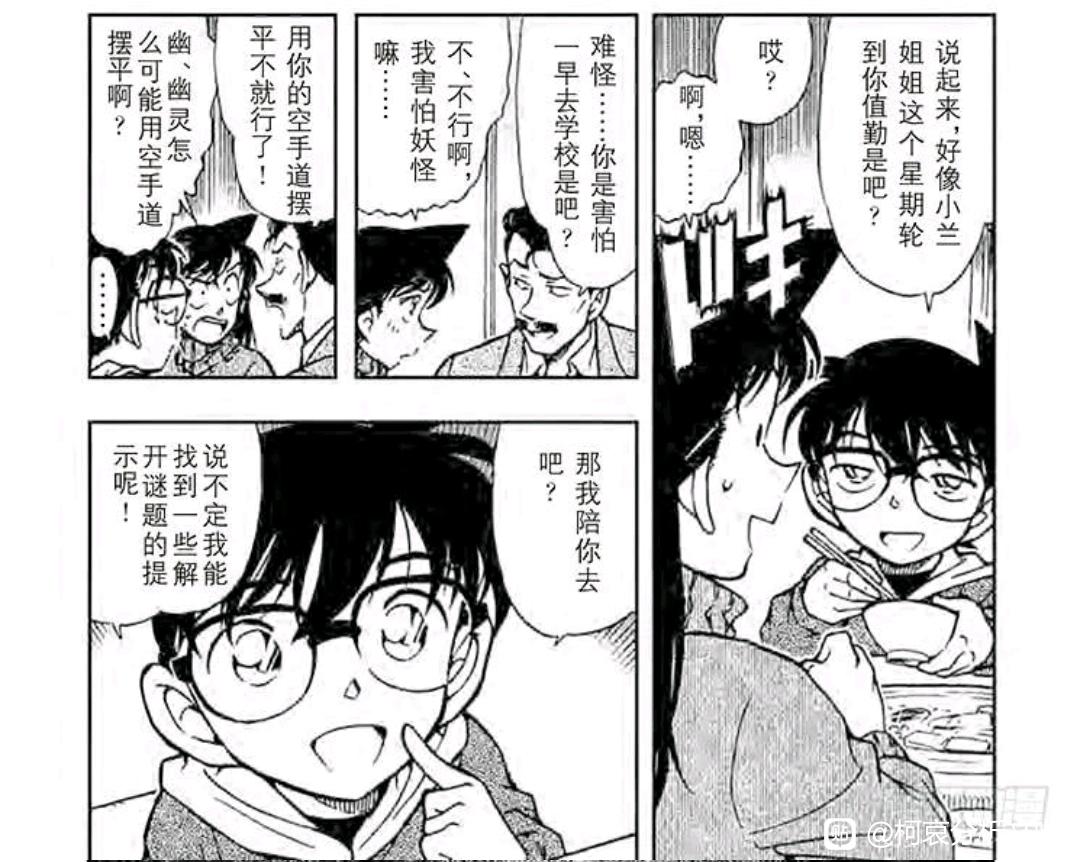 说起来，好像小兰
姐姐这个星期轮
到你值勤是吧？
哎？
啊，嗯……
难怪……你是害怕
一早去学校是吧？
不、不行啊，
我害怕妖怪
嘛……
用你的空手道摆
平不就行了！
幽、幽灵怎
么可能用空手道
摆平啊？
……
那我陪你去
吧？
说不定我能
找到一些解
开谜题的提
示呢！